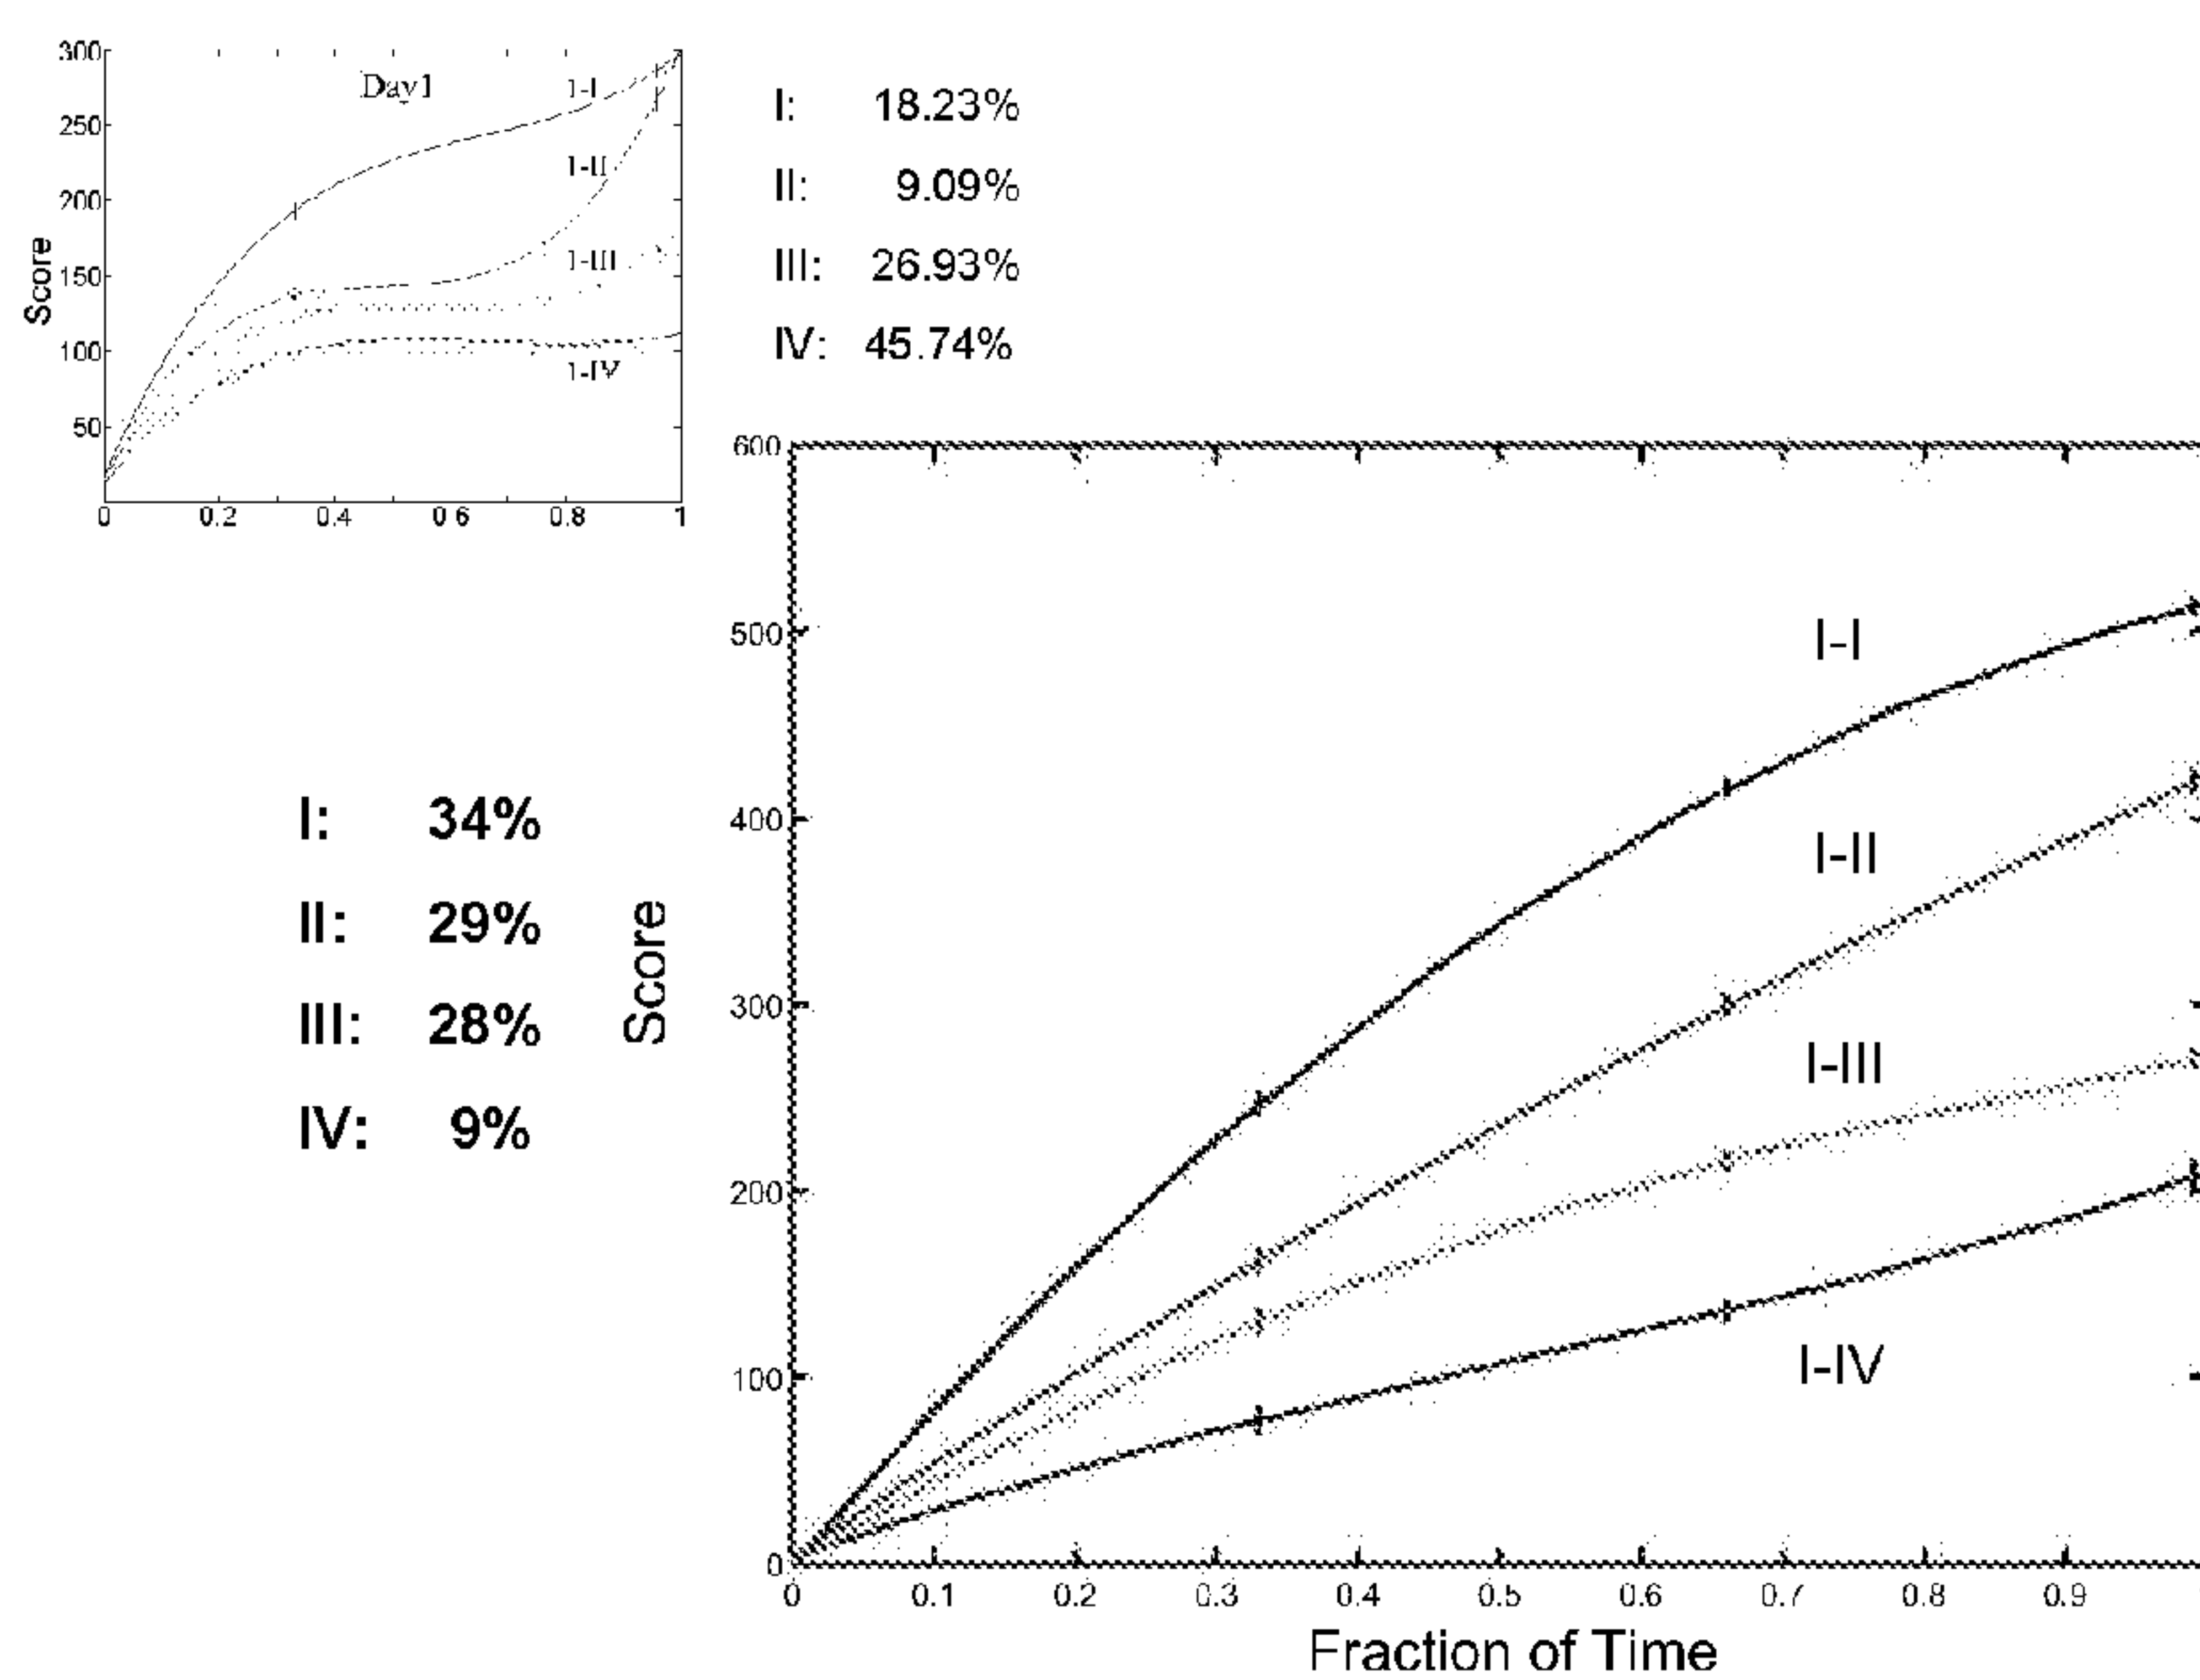 300
Day1
I-I
250
I-II
200
I-III
150
100
I-IV
50
Score
0 0.2 0.4 0 6 0.8 1
I: 18.23%
II: 9.09%
III: 26.93%
IV: 45.74%
I: 34%
II: 29%
III: 28%
IV: 9%
600
500
I-I
400
I-II
300
I-III
200
100
I-IV
0
Score
0 0.1 0.2 0.3 0.4 0.5 0.6 0.7 0.8 0.9
Fraction of Time